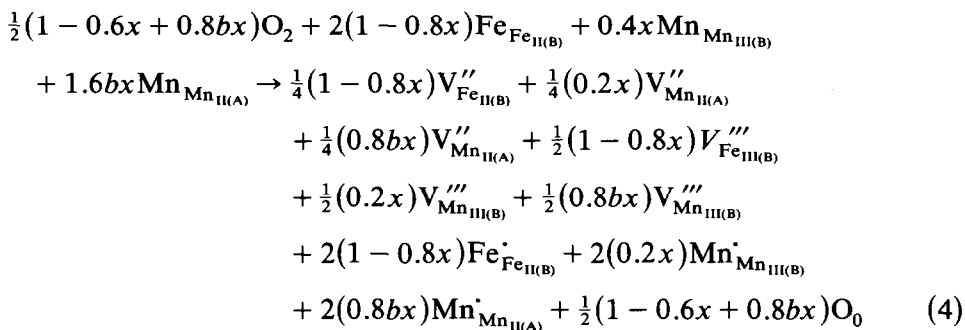 ½(1 − 0.6x + 0.8bx)O₂ + 2(1 − 0.8x)Fe_{Fe_{II(B)}} + 0.4xMn_{Mn_{III(B)}}
+ 1.6bxMn_{Mn_{II(A)}} → ¼(1 − 0.8x)V″_{Fe_{II(B)}} + ¼(0.2x)V″_{Mn_{II(A)}}
+ ¼(0.8bx)V″_{Mn_{II(A)}} + ½(1 − 0.8x)V‴_{Fe_{III(B)}}
+ ½(0.2x)V‴_{Mn_{III(B)}} + ½(0.8bx)V‴_{Mn_{III(B)}}
+ 2(1 − 0.8x)Fe˙_{Fe_{II(B)}} + 2(0.2x)Mn˙_{Mn_{III(B)}}
+ 2(0.8bx)Mn˙_{Mn_{II(A)}} + ½(1 − 0.6x + 0.8bx)O₀ (4)